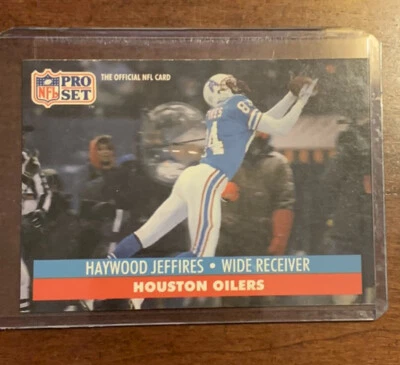 NFL
PRO
SET
THE OFFICIAL NFL CARD
84
HAYWOOD JEFFIRES • WIDE RECEIVER
HOUSTON OILERS